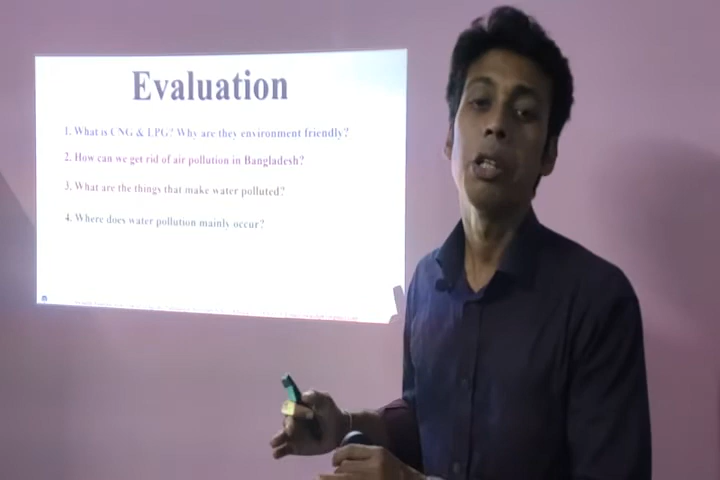 Evaluation
1. What is CNG & LPG? Why are they environment friendly?
2. How can we get rid of air pollution in Bangladesh?
3. What are the things that make water polluted?
4. Where does water pollution mainly occur?